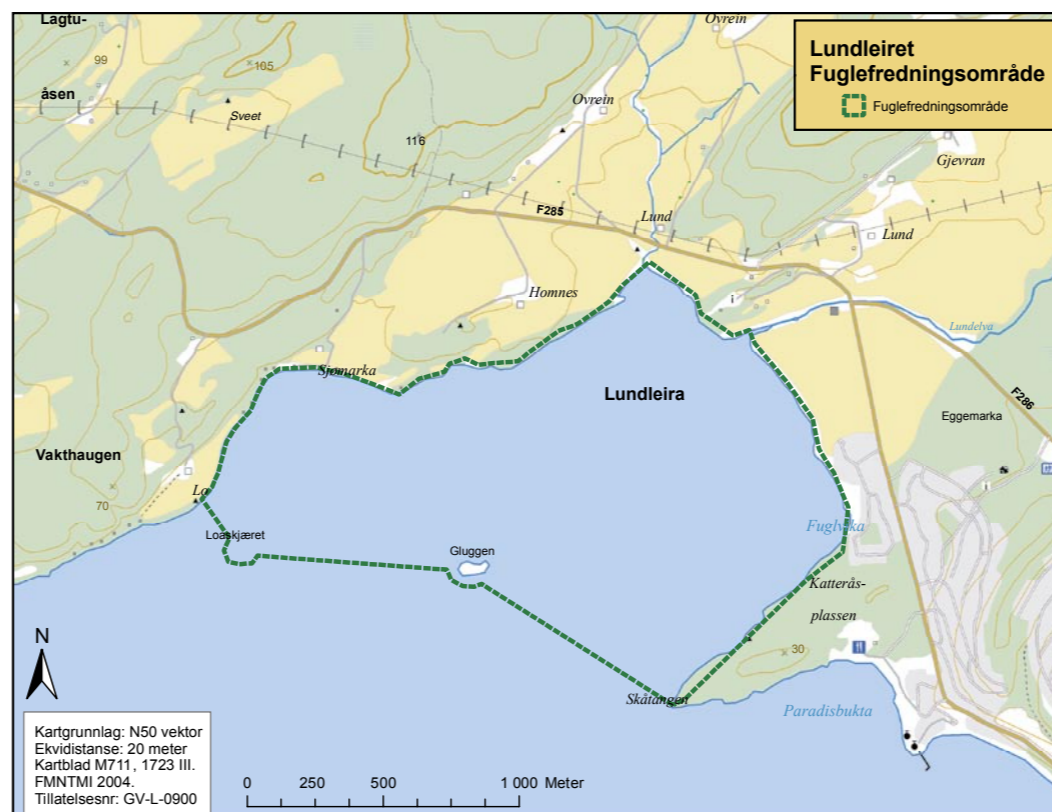 Lagtu-
åsen
99
105
Sveet
116
Ovrein
Ovrein
Lundleiret
Fuglefredningsområde
Fuglefredningsområde
Gjevran
F285
Lund
Lund
Homnes
Lundelva
Sjømarka
Lundleira
F286
Eggemarka
Vakthaugen
70
Lo
Loaskjæret
Gluggen
Fuglvika
Katterås-
plassen
30
Skåtangen
Paradisbukta
N
Kartgrunnlag: N50 vektor
Ekvidistanse: 20 meter
Kartblad M711, 1723 III.
FMNTMI 2004.
Tillatelsesnr: GV-L-0900
0 250 500 1 000 Meter